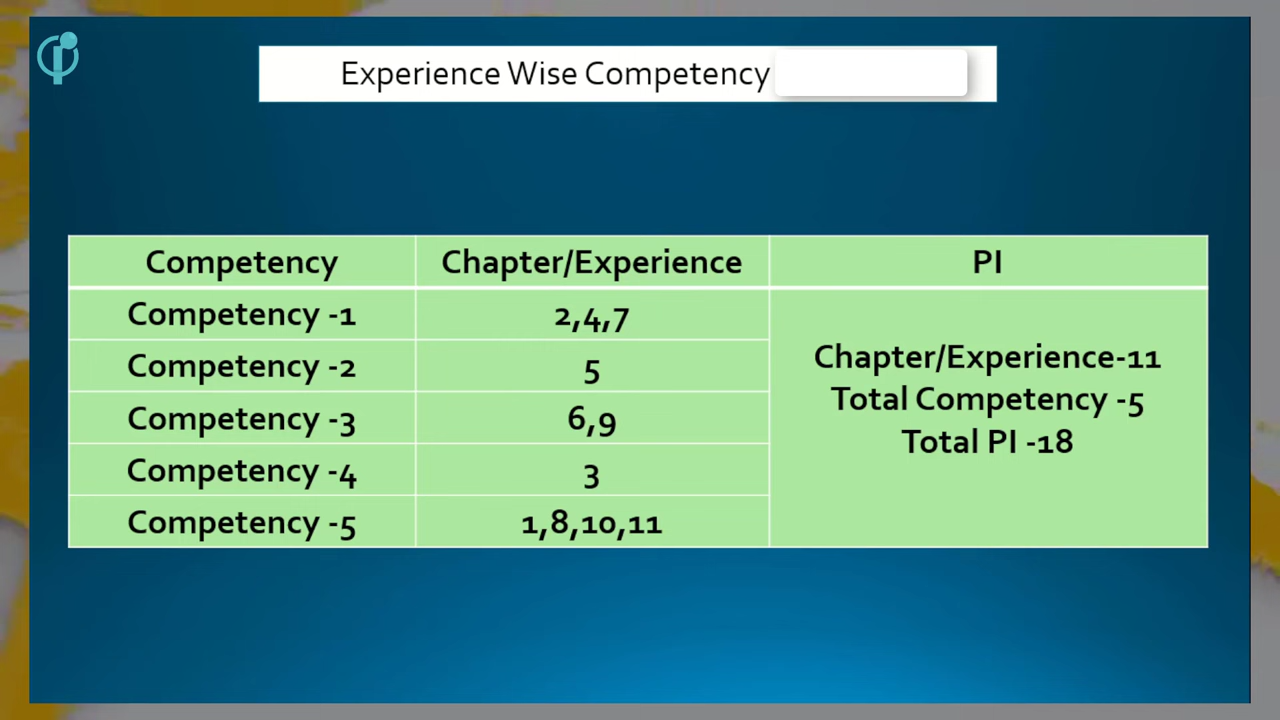 Experience Wise Competency
Competency Chapter/Experience PI
Competency -1 2,4,7
Competency -2 5
Competency -3 6,9
Competency -4 3
Competency -5 1,8,10,11
Chapter/Experience-11
Total Competency -5
Total PI -18